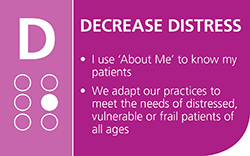 D
DECREASE DISTRESS
• I use ‘About Me’ to know my
patients
• We adapt our practices to
meet the needs of distressed,
vulnerable or frail patients of
all ages